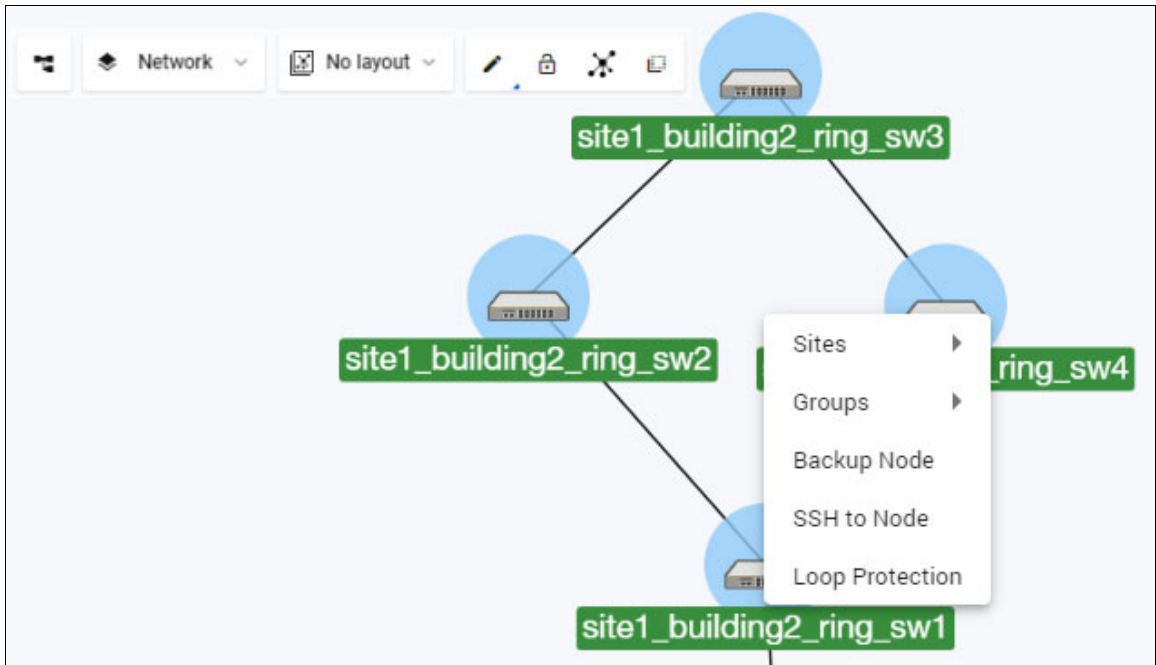 Network
No layout
site1_building2_ring_sw3
site1_building2_ring_sw2
_ring_sw4
Sites
Groups
Backup Node
SSH to Node
Loop Protection
site1_building2_ring_sw1